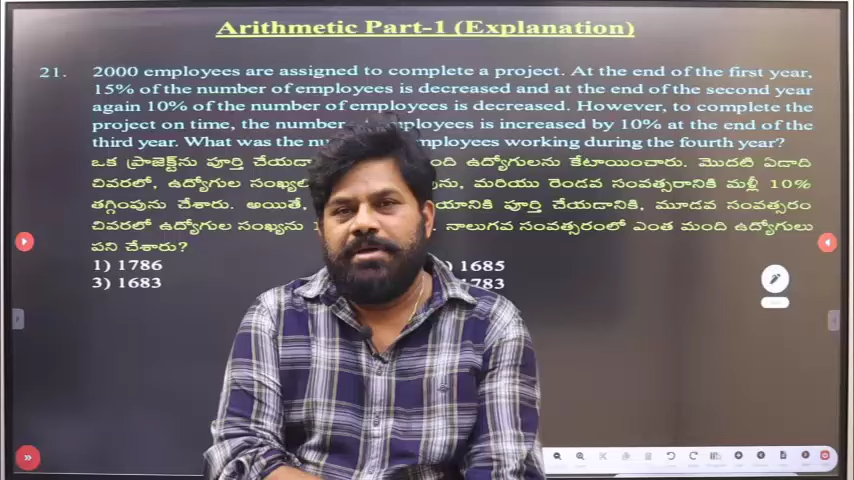 Arithmetic Part-1 (Explanation)
21. 2000 employees are assigned to complete a project. At the end of the first year,
15% of the number of employees is decreased and at the end of the second year
again 10% of the number of employees is decreased. However, to complete the
project on time, the number employees is increased by 10% at the end of the
third year. What was the employees working during the fourth year?
ఒక ప్రాజెక్ట్‌ను పూర్తి ఉద్యోగులను కేటాయించారు. మొదటి ఏడాది
చివరలో, ఉద్యోగుల మరియు రెండవ సంవత్సరానికి మళ్లీ 10%
తగ్గింపును చేశారు. అయితే, పూర్తి చేయడానికి, మూడవ సంవత్సరం
చివరలో ఉద్యోగుల సంఖ్యను నాలుగవ సంవత్సరంలో ఎంత మంది ఉద్యోగులు
పని చేశారు?
1) 1786 1685
3) 1683 1783